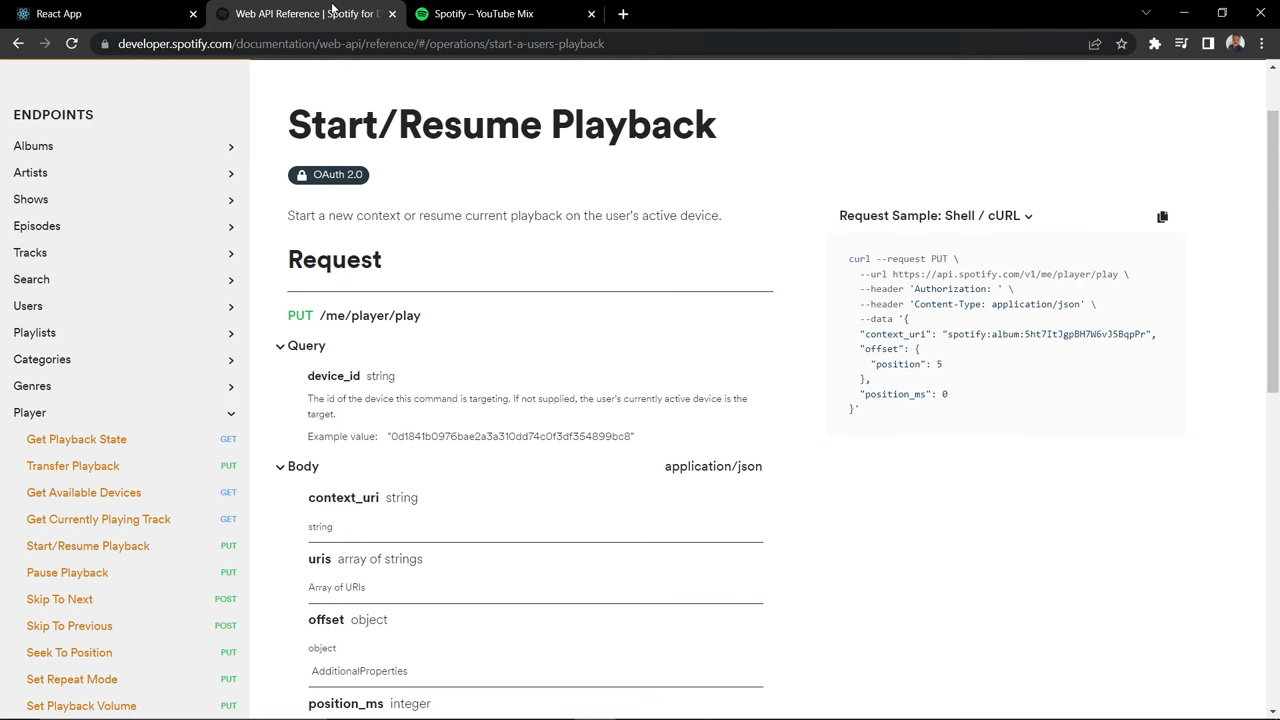 React App
Web API Reference | Spotify for D
Spotify – YouTube Mix
developer.spotify.com/documentation/web-api/reference/#/operations/start-a-users-playback
ENDPOINTS
Albums
Artists
Shows
Episodes
Tracks
Search
Users
Playlists
Categories
Genres
Player
Get Playback State GET
Transfer Playback PUT
Get Available Devices GET
Get Currently Playing Track GET
Start/Resume Playback PUT
Pause Playback PUT
Skip To Next POST
Skip To Previous POST
Seek To Position PUT
Set Repeat Mode PUT
Set Playback Volume PUT
Start/Resume Playback
OAuth 2.0
Start a new context or resume current playback on the user's active device.
Request
PUT /me/player/play
Query
device_id string
The id of the device this command is targeting. If not supplied, the user's currently active device is the
target.
Example value: "0d1841b0976bae2a3a310dd74c0f3df354899bc8"
Body application/json
context_uri string
string
uris array of strings
Array of URIs
offset object
object
AdditionalProperties
position_ms integer
Request Sample: Shell / cURL
curl --request PUT \
--url https://api.spotify.com/v1/me/player/play \
--header 'Authorization: ' \
--header 'Content-Type: application/json' \
--data '{
"context_uri": "spotify:album:5ht7ItJgpBH7W6vJ5BqpPr",
"offset": {
"position": 5
},
"position_ms": 0
}'